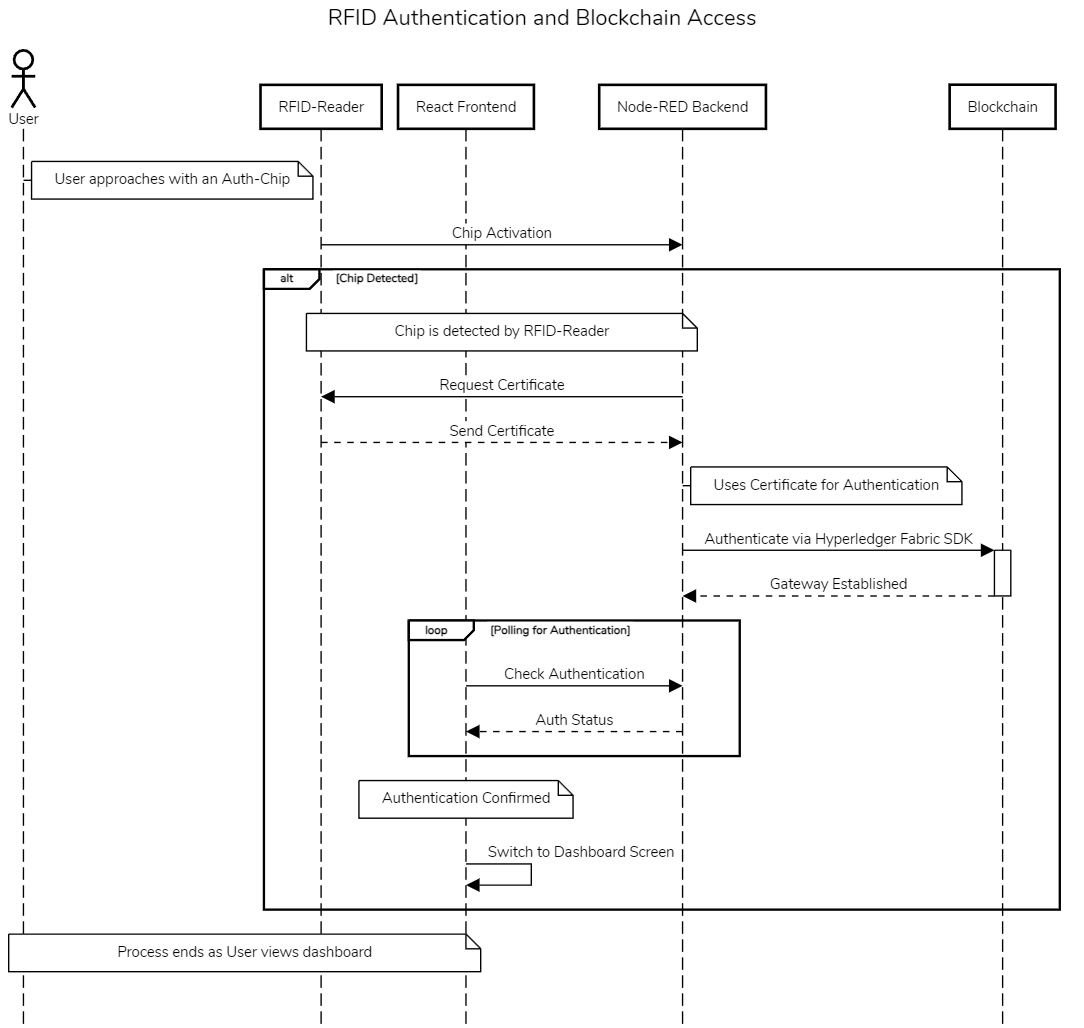 RFID Authentication and Blockchain Access
User
RFID-Reader
React Frontend
Node-RED Backend
Blockchain
User approaches with an Auth-Chip
Chip Activation
alt
[Chip Detected]
Chip is detected by RFID-Reader
Request Certificate
Send Certificate
Uses Certificate for Authentication
Authenticate via Hyperledger Fabric SDK
Gateway Established
loop
[Polling for Authentication]
Check Authentication
Auth Status
Authentication Confirmed
Switch to Dashboard Screen
Process ends as User views dashboard